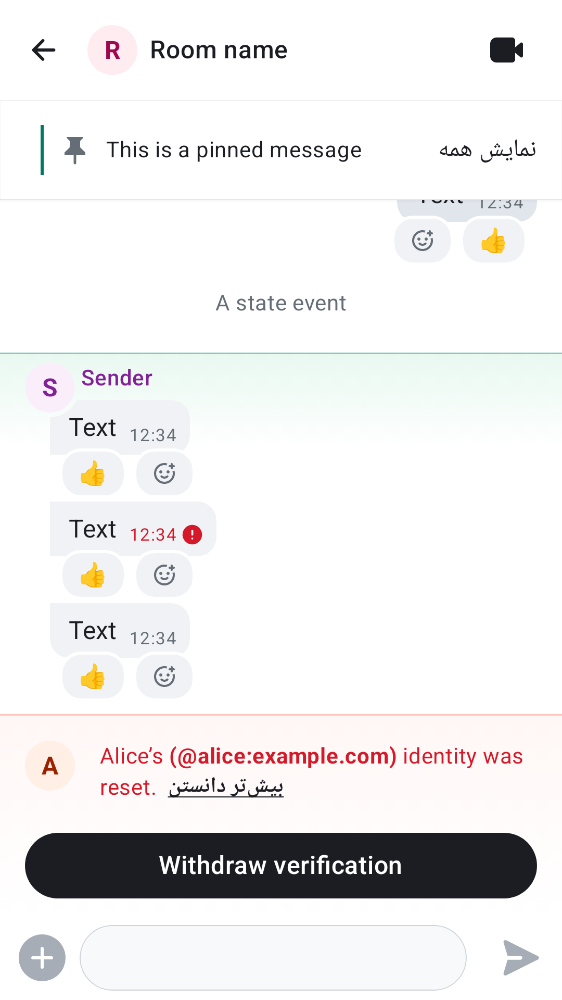 R Room name
This is a pinned message نمایش همه
Text 12:34
👍
A state event
S Sender
Text 12:34
👍
Text 12:34
👍
Text 12:34
👍
A Alice’s (@alice:example.com) identity was
reset. بیش‌تر دانستن
Withdraw verification